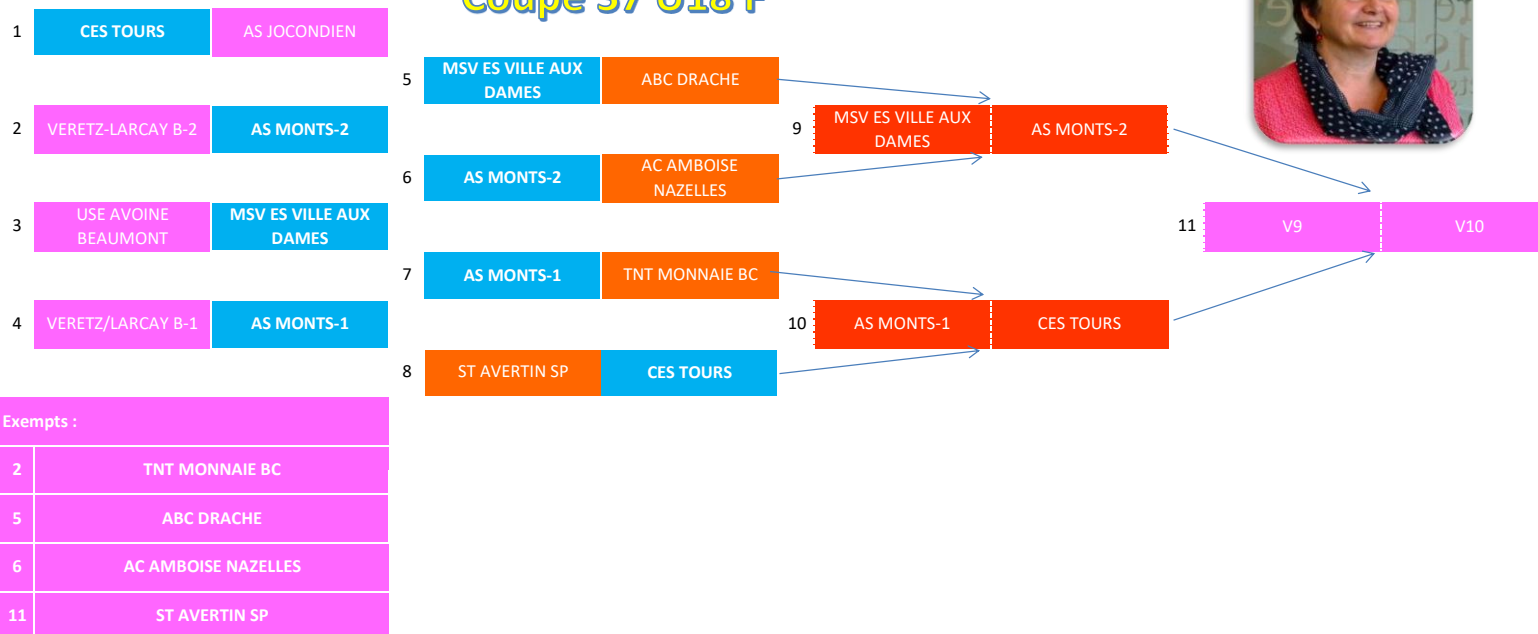 Coupe 37 U18 F
1 CES TOURS AS JOCONDIEN
2 VERETZ-LARCAY B-2 AS MONTS-2
3 USE AVOINE
BEAUMONT
MSV ES VILLE AUX
DAMES
4 VERETZ/LARCAY B-1 AS MONTS-1
5 MSV ES VILLE AUX
DAMES
ABC DRACHE
6 AS MONTS-2
AC AMBOISE
NAZELLES
7 AS MONTS-1 TNT MONNAIE BC
8 ST AVERTIN SP CES TOURS
9 MSV ES VILLE AUX
DAMES
AS MONTS-2
10 AS MONTS-1 CES TOURS
11 V9 V10
Exempts :
2 TNT MONNAIE BC
5 ABC DRACHE
6 AC AMBOISE NAZELLES
11 ST AVERTIN SP